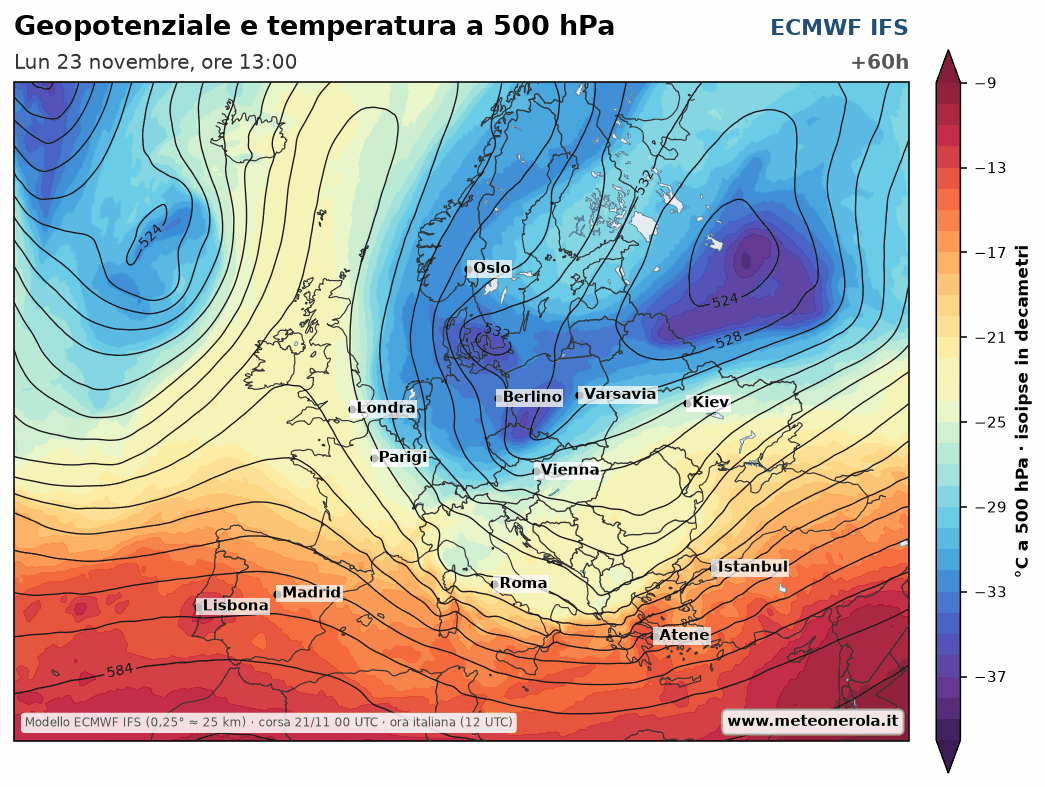 Geopotenziale e temperatura a 500 hPa
ECMWF IFS
Lun 23 novembre, ore 13:00
+60h
−9
−13
−17
−21
−25
−29
−33
−37
°C a 500 hPa · isoipse in decametri
524
532
Oslo
524
528
532
Berlino
Varsavia
Kiev
Londra
Parigi
Vienna
Istanbul
Roma
Madrid
Lisbona
Atene
584
Modello ECMWF IFS (0,25° ≈ 25 km) · corsa 21/11 00 UTC · ora italiana (12 UTC)
www.meteonerola.it